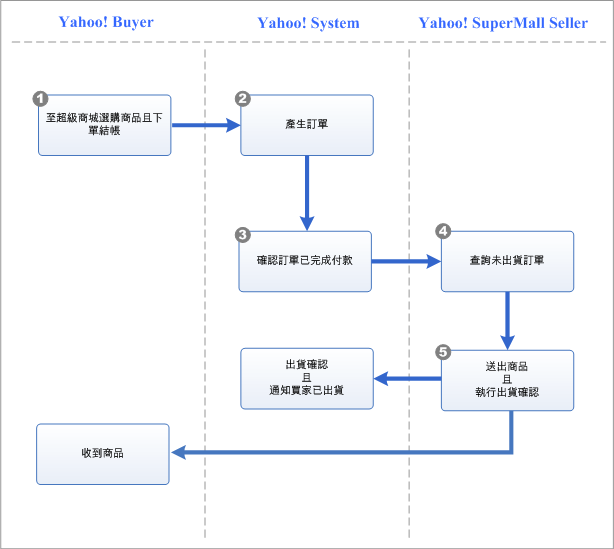 Yahoo! Buyer
Yahoo! System
Yahoo! SuperMall Seller
1
至超級商城選購商品且下
單結帳
2
產生訂單
3
確認訂單已完成付款
4
查詢未出貨訂單
5
送出商品
且
執行出貨確認
出貨確認
且
通知買家已出貨
收到商品